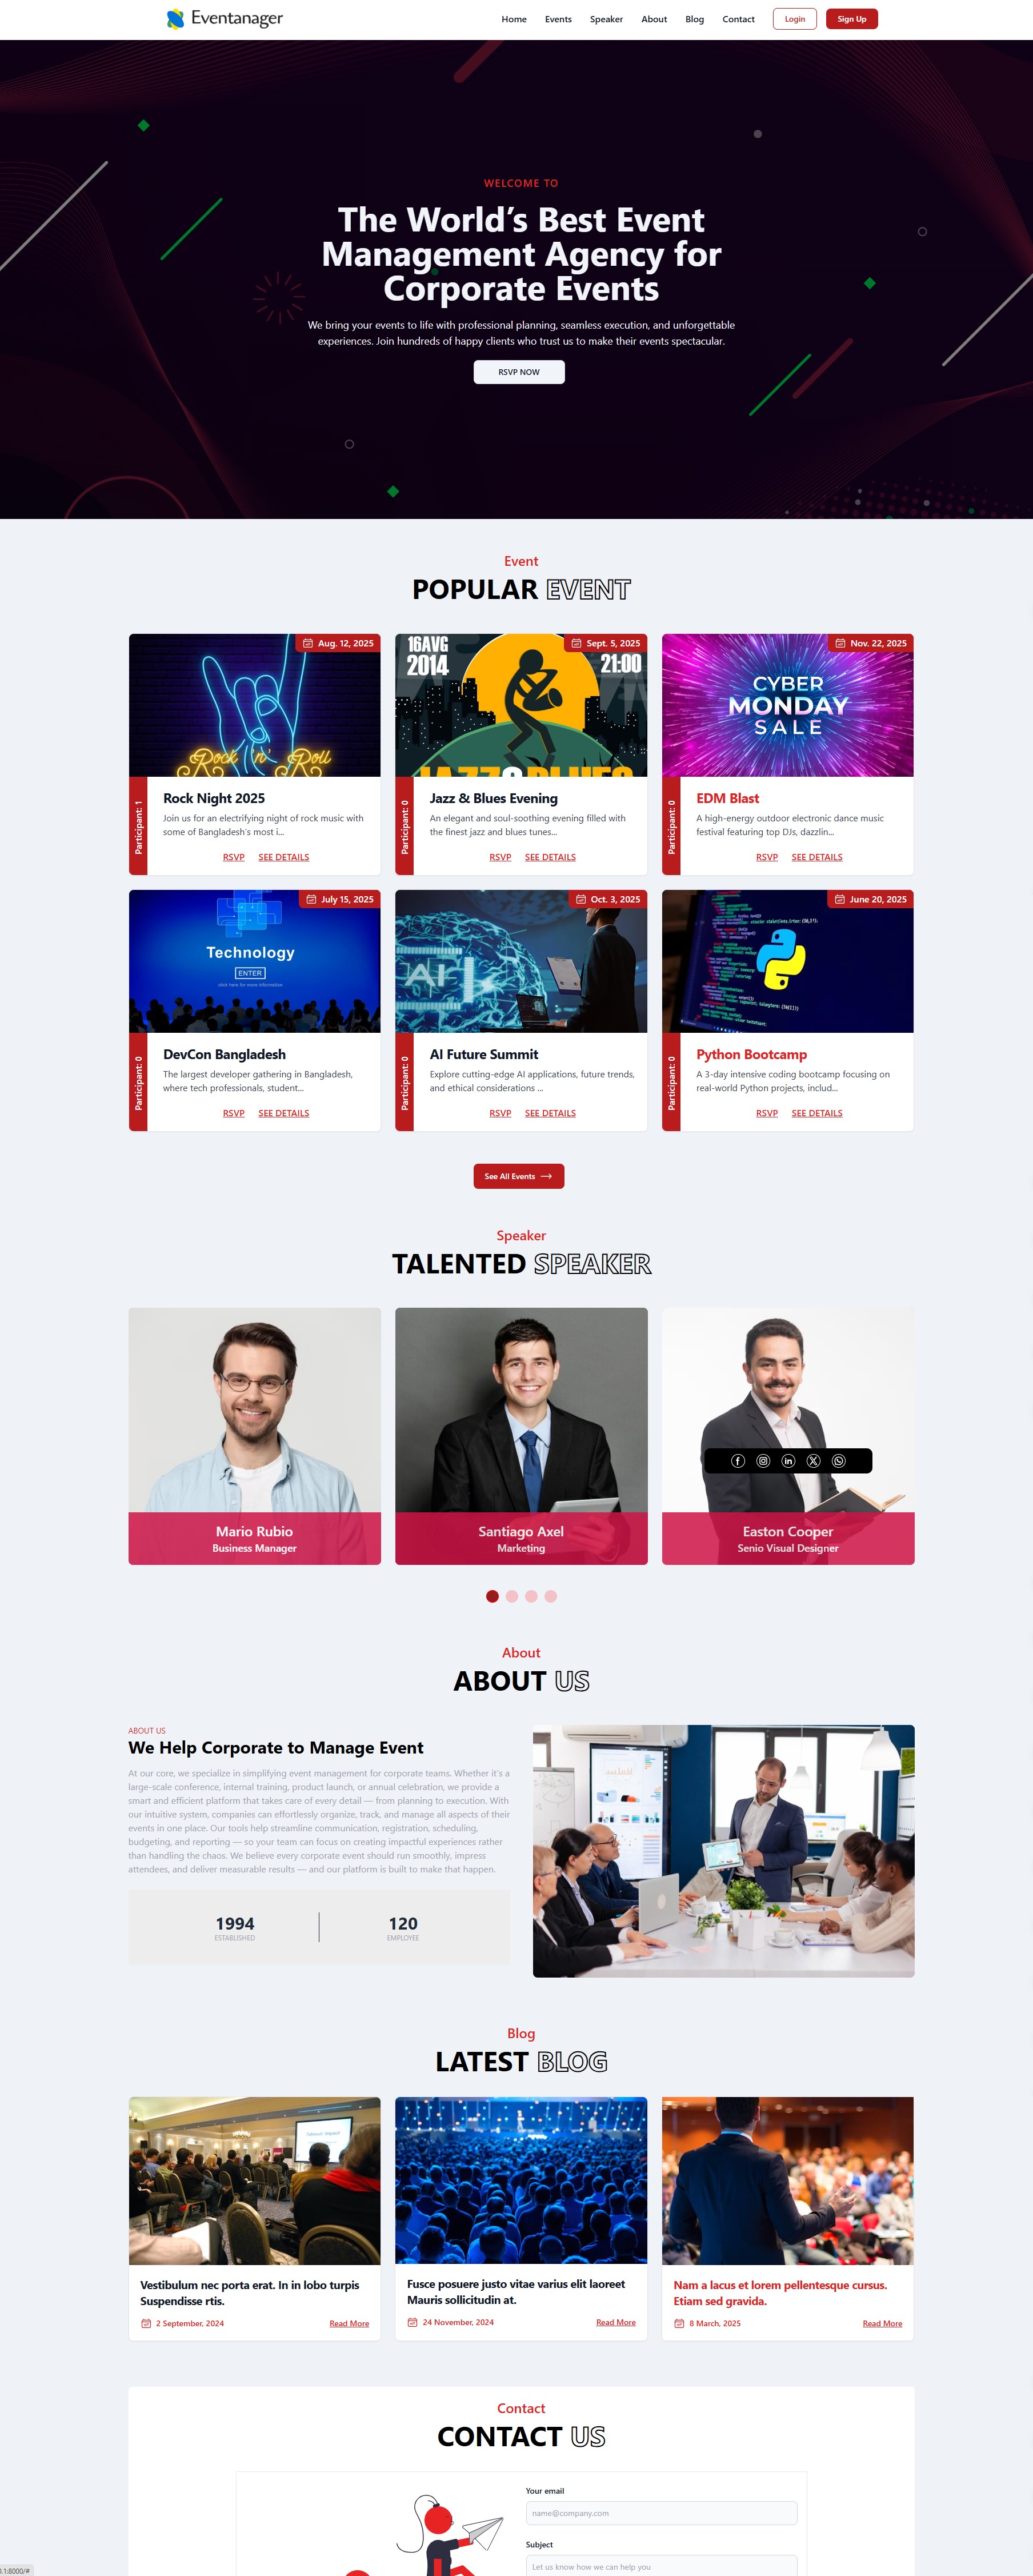 Eventanager
Home Events Speaker About Blog Contact Login Sign Up
WELCOME TO
The World's Best Event
Management Agency for
Corporate Events
We bring your events to life with professional planning, seamless execution, and unforgettable
experiences. Join hundreds of happy clients who trust us to make their events spectacular.
RSVP NOW
Event
POPULAR EVENT
Aug. 12, 2025
Rock 'n' Roll
Participant: 1
Rock Night 2025
Join us for an electrifying night of rock music with
some of Bangladesh's most i...
RSVP SEE DETAILS
Sept. 5, 2025
16AVG
2014
21:00
JAZZ & BLUES
Participant: 0
Jazz & Blues Evening
An elegant and soul-soothing evening filled with
the finest jazz and blues tunes...
RSVP SEE DETAILS
Nov. 22, 2025
CYBER
MONDAY
SALE
Participant: 0
EDM Blast
A high-energy outdoor electronic dance music
festival featuring top DJs, dazzlin...
RSVP SEE DETAILS
July 15, 2025
Technology
ENTER
click here for more information
Participant: 0
DevCon Bangladesh
The largest developer gathering in Bangladesh,
where tech professionals, student...
RSVP SEE DETAILS
Oct. 3, 2025
AI
Participant: 0
AI Future Summit
Explore cutting-edge AI applications, future trends,
and ethical considerations ...
RSVP SEE DETAILS
June 20, 2025
Participant: 0
Python Bootcamp
A 3-day intensive coding bootcamp focusing on
real-world Python projects, includ...
RSVP SEE DETAILS
See All Events
Speaker
TALENTED SPEAKER
Mario Rubio
Business Manager
Santiago Axel
Marketing
Easton Cooper
Senio Visual Designer
About
ABOUT US
ABOUT US
We Help Corporate to Manage Event
At our core, we specialize in simplifying event management for corporate teams. Whether it's a
large-scale conference, internal training, product launch, or annual celebration, we provide a
smart and efficient platform that takes care of every detail — from planning to execution. With
our intuitive system, companies can effortlessly organize, track, and manage all aspects of their
events in one place. Our tools help streamline communication, registration, scheduling,
budgeting, and reporting — so your team can focus on creating impactful experiences rather
than handling the chaos. We believe every corporate event should run smoothly, impress
attendees, and deliver measurable results — and our platform is built to make that happen.
1994
ESTABLISHED
120
EMPLOYEE
Blog
LATEST BLOG
Vestibulum nec porta erat. In in lobo turpis
Suspendisse rtis.
2 September, 2024 Read More
Fusce posuere justo vitae varius elit laoreet
Mauris sollicitudin at.
24 November, 2024 Read More
Nam a lacus et lorem pellentesque cursus.
Etiam sed gravida.
8 March, 2025 Read More
Contact
CONTACT US
Your email
name@company.com
Subject
Let us know how we can help you
0.1:8000/#